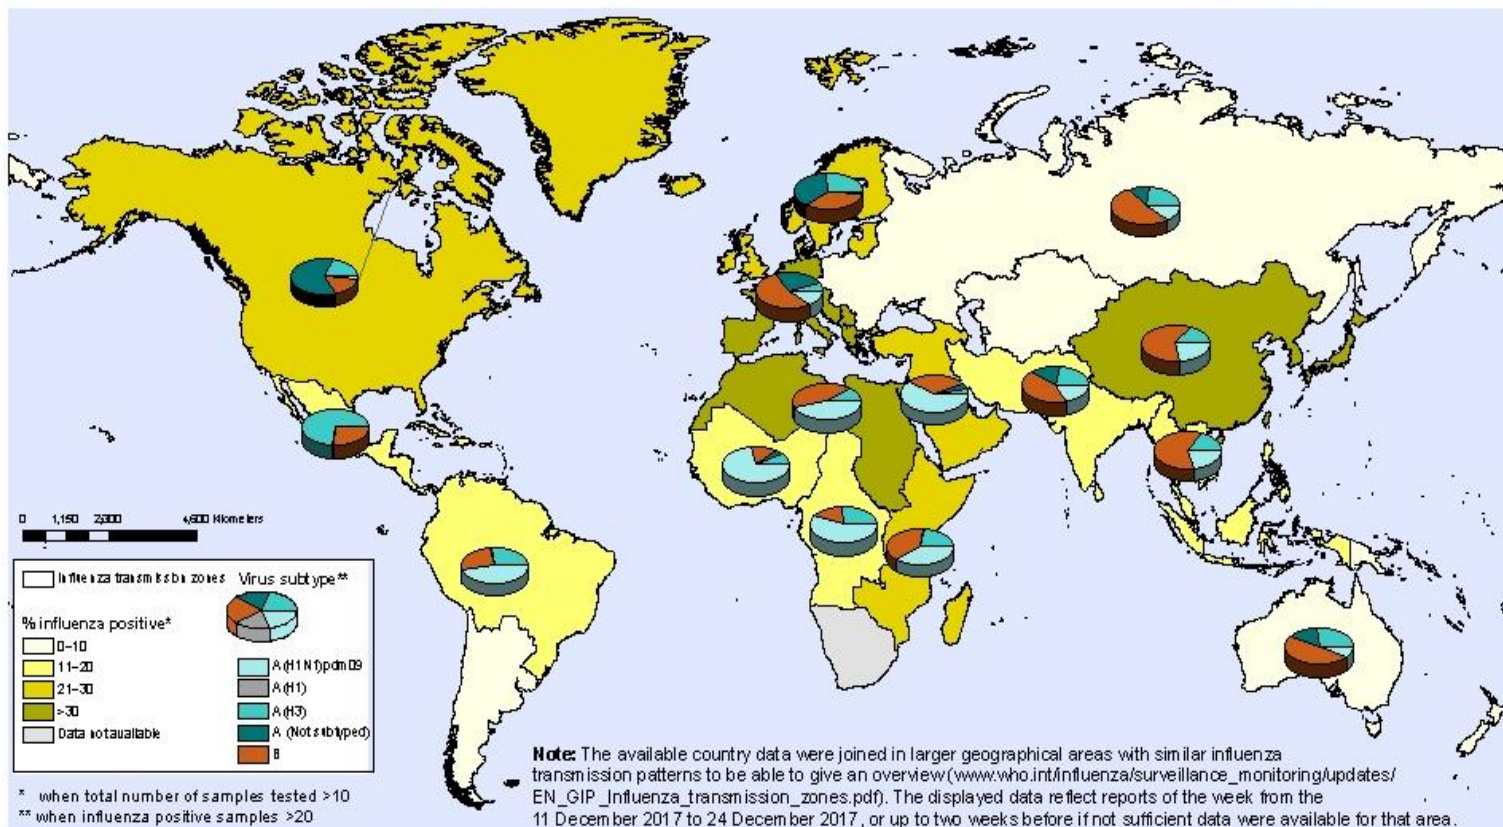 0 1,150 2,300 4,600 Kilometers
Influenza transmission zones
Virus subtype**
% influenza positive*
0-10
11-20
21-30
>30
Data not available
A(H1N1)pdm09
A(H1)
A(H3)
A (Not subtyped)
B
* when total number of samples tested >10
** when influenza positive samples >20
Note: The available country data were joined in larger geographical areas with similar influenza
transmission patterns to be able to give an overview (www.who.int/influenza/surveillance_monitoring/updates/
EN_GIP_Influenza_transmission_zones.pdf). The displayed data reflect reports of the week from the
11 December 2017 to 24 December 2017, or up to two weeks before if not sufficient data were available for that area.